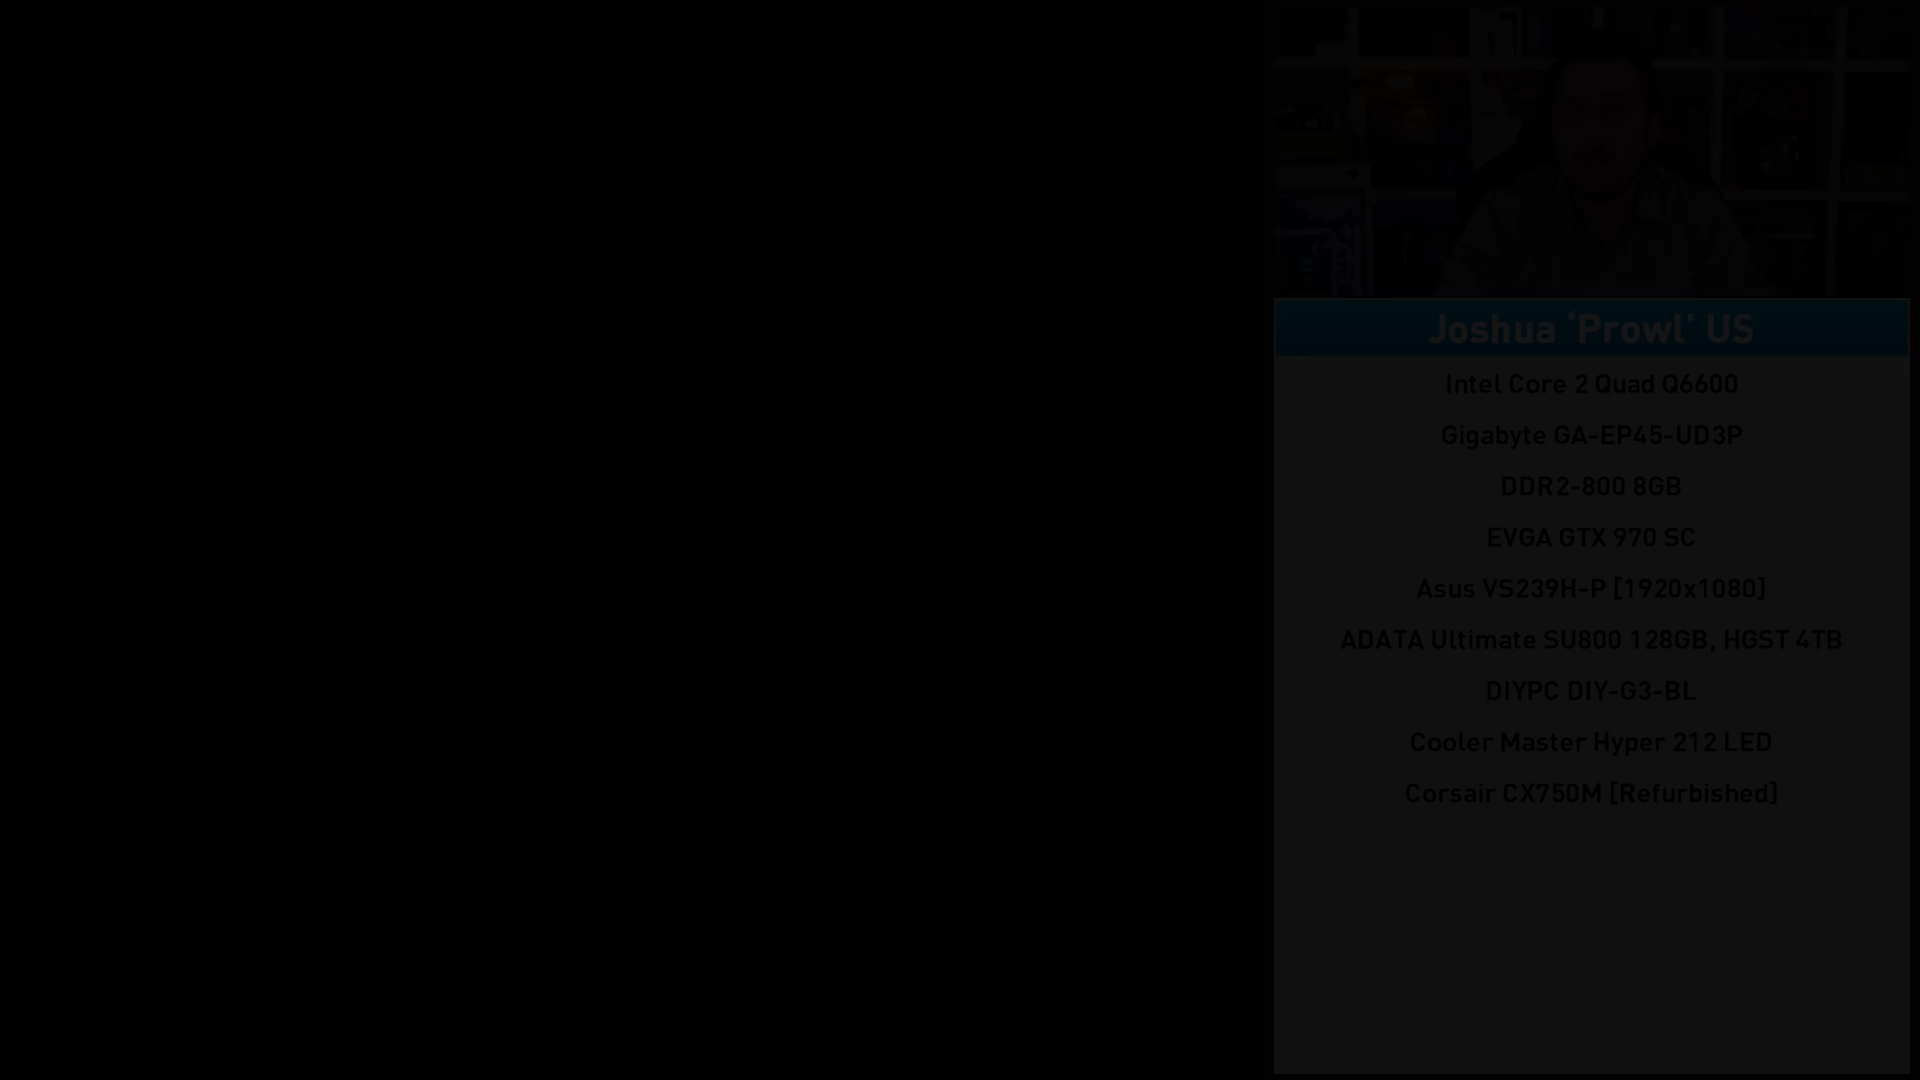 Joshua ‘Prowl’ US
Intel Core 2 Quad Q6600
Gigabyte GA-EP45-UD3P
DDR2-800 8GB
EVGA GTX 970 SC
Asus VS239H-P [1920x1080]
ADATA Ultimate SU800 128GB, HGST 4TB
DIYPC DIY-G3-BL
Cooler Master Hyper 212 LED
Corsair CX750M [Refurbished]